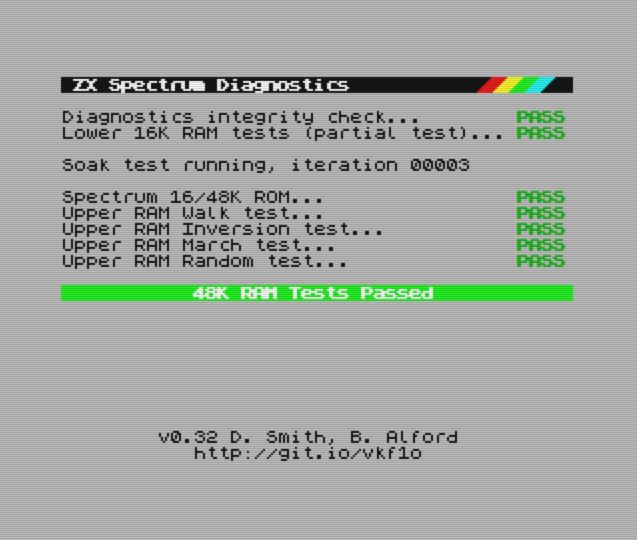 ZX Spectrum Diagnostics
Diagnostics integrity check... PASS
Lower 16K RAM tests (partial test)... PASS
Soak test running, iteration 00003
Spectrum 16/48K ROM... PASS
Upper RAM Walk test... PASS
Upper RAM Inversion test... PASS
Upper RAM March test... PASS
Upper RAM Random test... PASS
48K RAM Tests Passed
v0.32 D. Smith, B. Alford
http://git.io/vkf1o